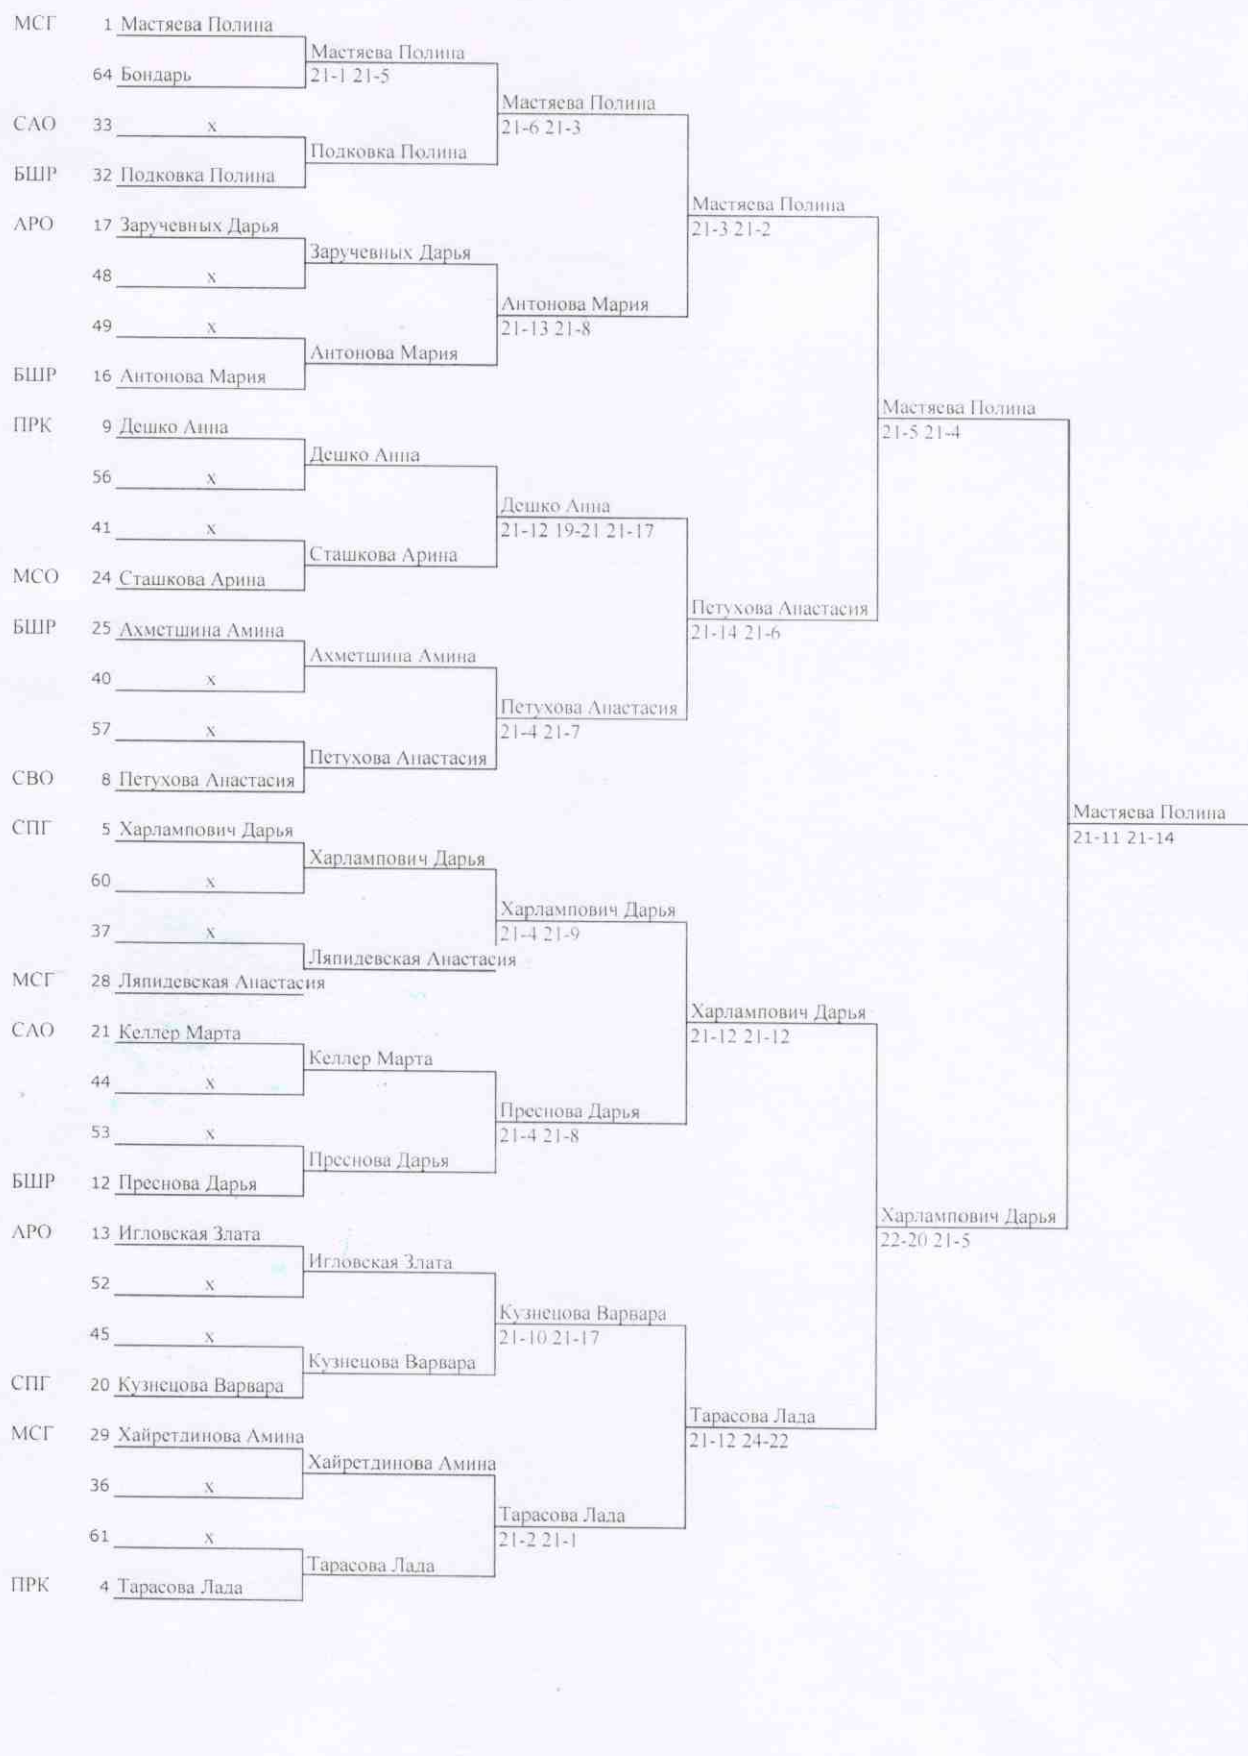 МСГ 1 Мастяева Полина
Мастяева Полина
64 Бондарь 21-1 21-5
Мастяева Полина
САО 33 x 21-6 21-3
Подковка Полина
БШР 32 Подковка Полина
Мастяева Полина
АРО 17 Заручевных Дарья 21-3 21-2
Заручевных Дарья
48 x
Антонова Мария
49 x 21-13 21-8
Антонова Мария
БШР 16 Антонова Мария
Мастяева Полина
ПРК 9 Дешко Анна 21-5 21-4
Дешко Анна
56 x
Дешко Анна
41 x 21-12 19-21 21-17
Сташкова Арина
МСО 24 Сташкова Арина
Петухова Анастасия
БШР 25 Ахметшина Амина 21-14 21-6
Ахметшина Амина
40 x
Петухова Анастасия
57 x 21-4 21-7
Петухова Анастасия
СВО 8 Петухова Анастасия
Мастяева Полина
СПГ 5 Харлампович Дарья 21-11 21-14
Харлампович Дарья
60 x
Харлампович Дарья
37 x 21-4 21-9
Ляпидевская Анастасия
МСГ 28 Ляпидевская Анастасия
Харлампович Дарья
САО 21 Келлер Марта 21-12 21-12
Келлер Марта
44 x
Преснова Дарья
53 x 21-4 21-8
Преснова Дарья
БШР 12 Преснова Дарья
Харлампович Дарья
АРО 13 Игловская Злата 22-20 21-5
Игловская Злата
52 x
Кузнецова Варвара
45 x 21-10 21-17
Кузнецова Варвара
СПГ 20 Кузнецова Варвара
Тарасова Лада
МСГ 29 Хайретдинова Амина 21-12 24-22
Хайретдинова Амина
36 x
Тарасова Лада
61 x 21-2 21-1
Тарасова Лада
ПРК 4 Тарасова Лада